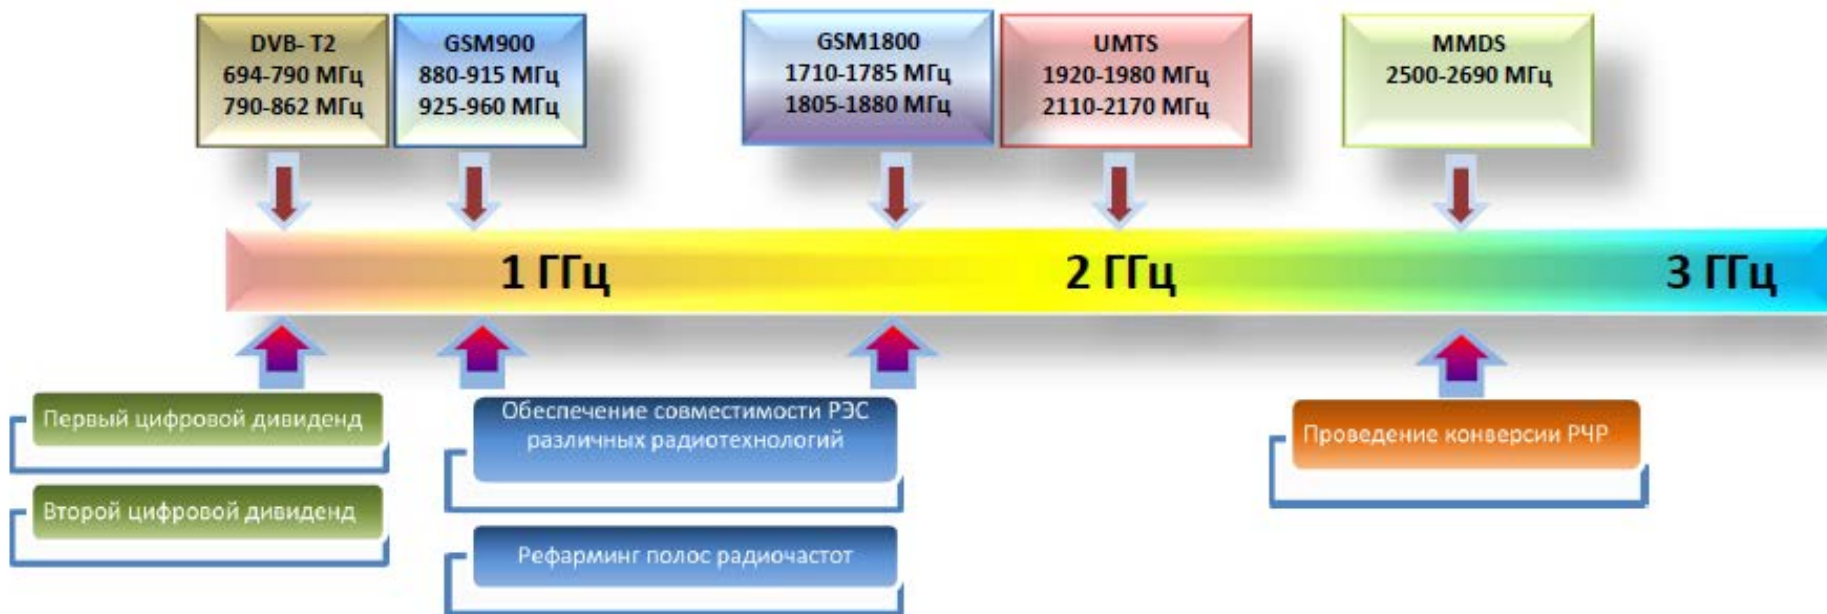 DVB- T2
694-790 МГц
790-862 МГц
GSM900
880-915 МГц
925-960 МГц
GSM1800
1710-1785 МГц
1805-1880 МГц
UMTS
1920-1980 МГц
2110-2170 МГц
MMDS
2500-2690 МГц
1 ГГц
2 ГГц
3 ГГц
Первый цифровой дивиденд
Второй цифровой дивиденд
Обеспечение совместимости РЭС
различных радиотехнологий
Рефарминг полос радиочастот
Проведение конверсии РЧР